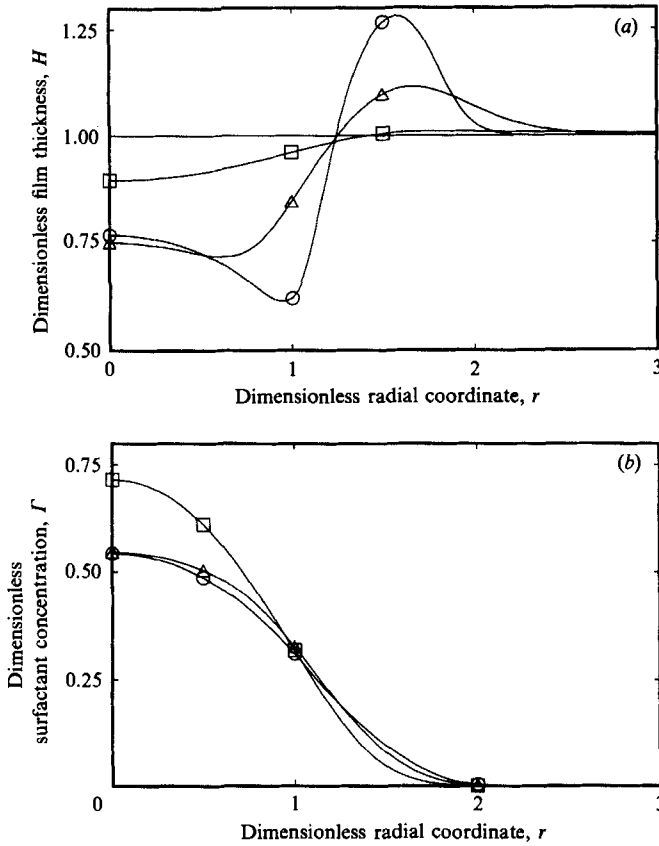 (a)
1.25
1.00
0.75
0.50
Dimensionless film thickness, H
0 1 2 3
Dimensionless radial coordinate, r
(b)
0.75
0.50
0.25
0
Dimensionless
surfactant concentration, Γ
1 2 3
Dimensionless radial coordinate, r